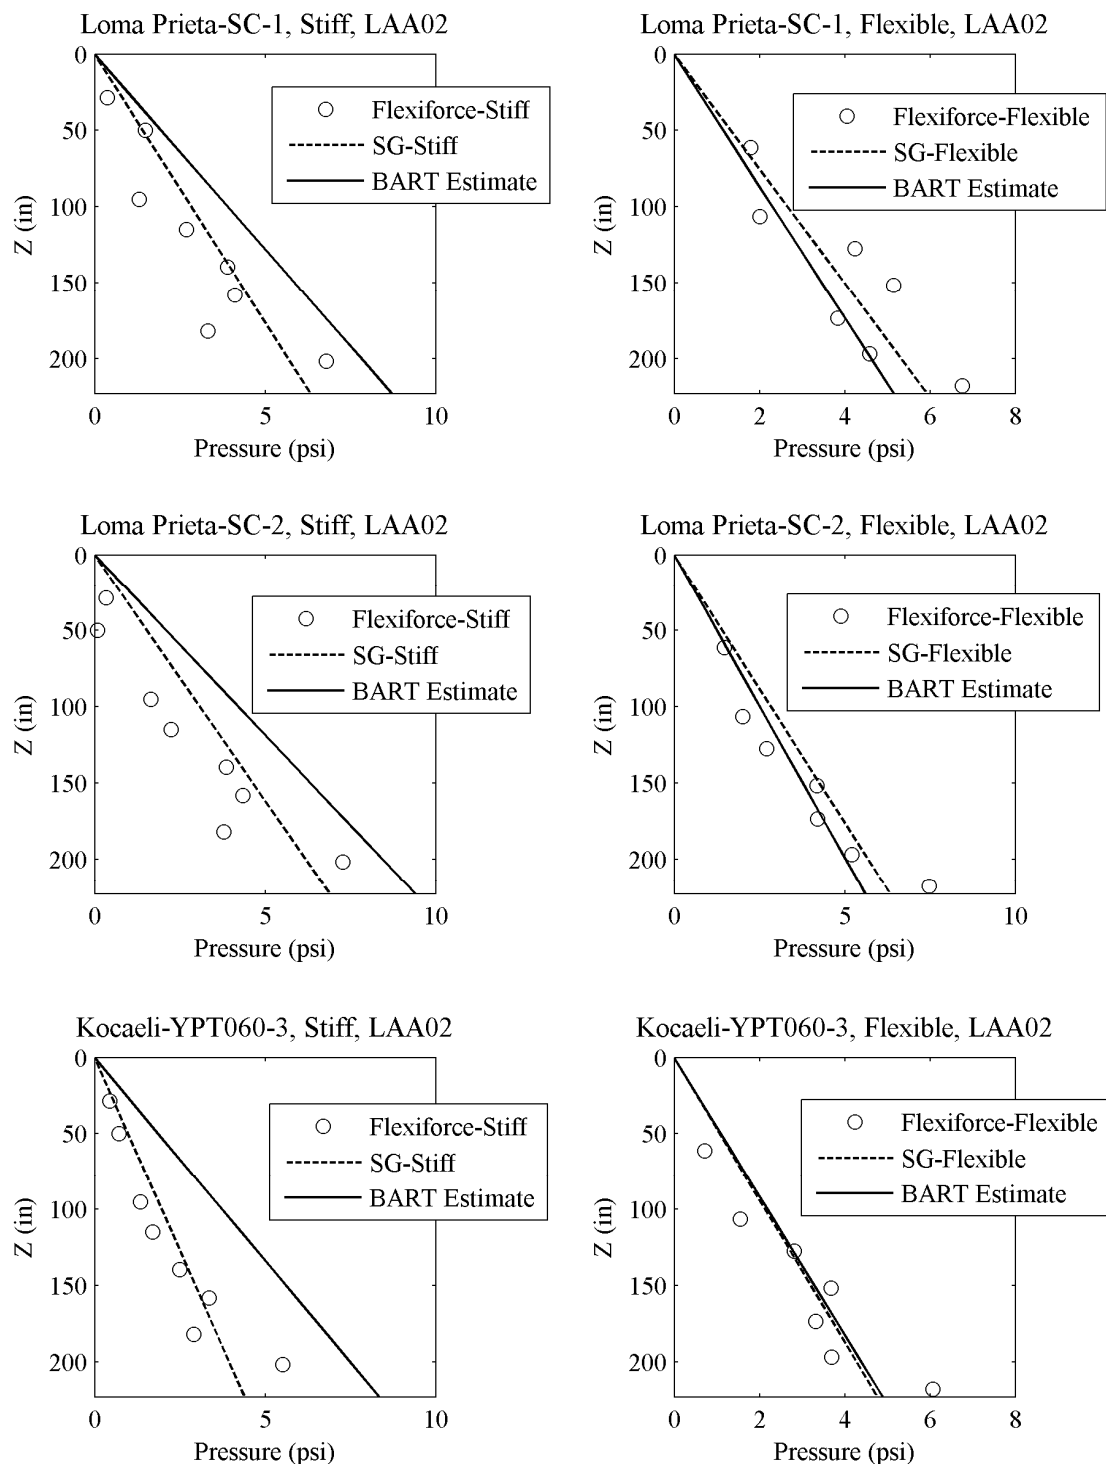 Loma Prieta-SC-1, Stiff, LAA02
0
50
100
150
200
Z (in)
Flexiforce-Stiff
SG-Stiff
BART Estimate
0 5 10
Pressure (psi)
Loma Prieta-SC-1, Flexible, LAA02
0
50
100
150
200
Z (in)
Flexiforce-Flexible
SG-Flexible
BART Estimate
0 2 4 6 8
Pressure (psi)
Loma Prieta-SC-2, Stiff, LAA02
0
50
100
150
200
Z (in)
Flexiforce-Stiff
SG-Stiff
BART Estimate
0 5 10
Pressure (psi)
Loma Prieta-SC-2, Flexible, LAA02
0
50
100
150
200
Z (in)
Flexiforce-Flexible
SG-Flexible
BART Estimate
0 5 10
Pressure (psi)
Kocaeli-YPT060-3, Stiff, LAA02
0
50
100
150
200
Z (in)
Flexiforce-Stiff
SG-Stiff
BART Estimate
0 5 10
Pressure (psi)
Kocaeli-YPT060-3, Flexible, LAA02
0
50
100
150
200
Z (in)
Flexiforce-Flexible
SG-Flexible
BART Estimate
0 2 4 6 8
Pressure (psi)